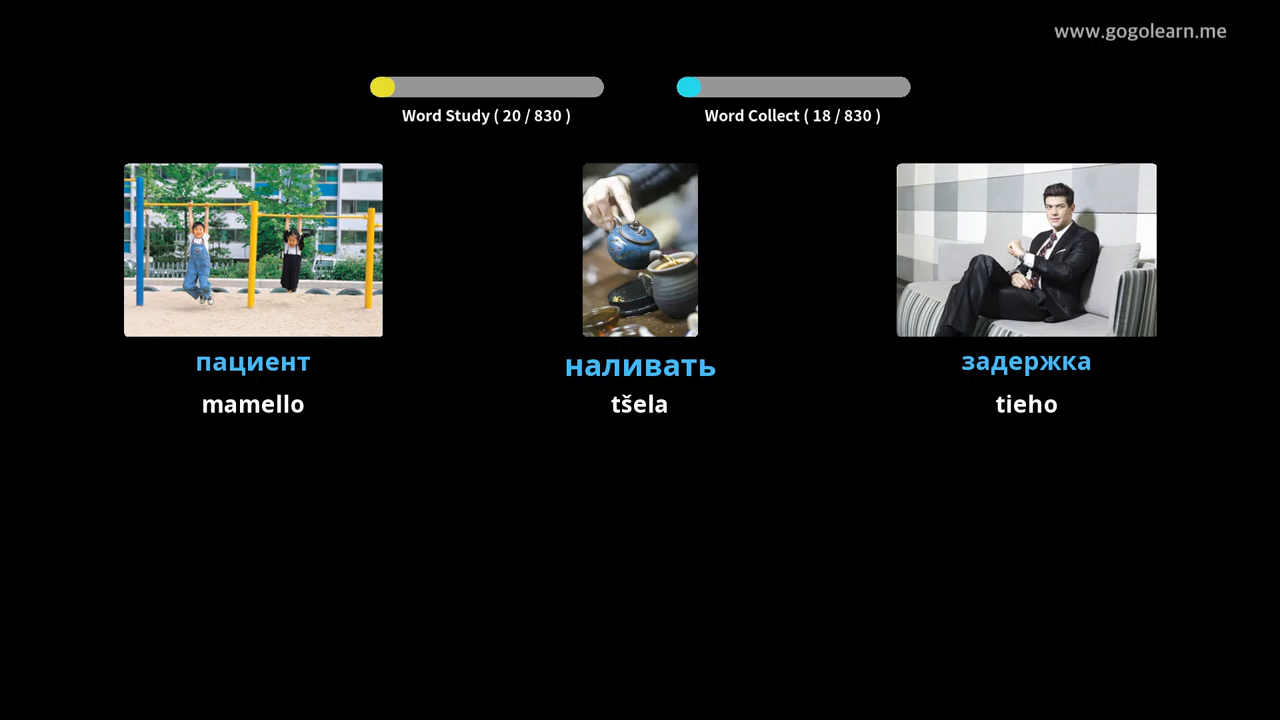 www.gogolearn.me
Word Study ( 20 / 830 )
Word Collect ( 18 / 830 )
пациент
наливать
задержка
mamello
tšela
tieho